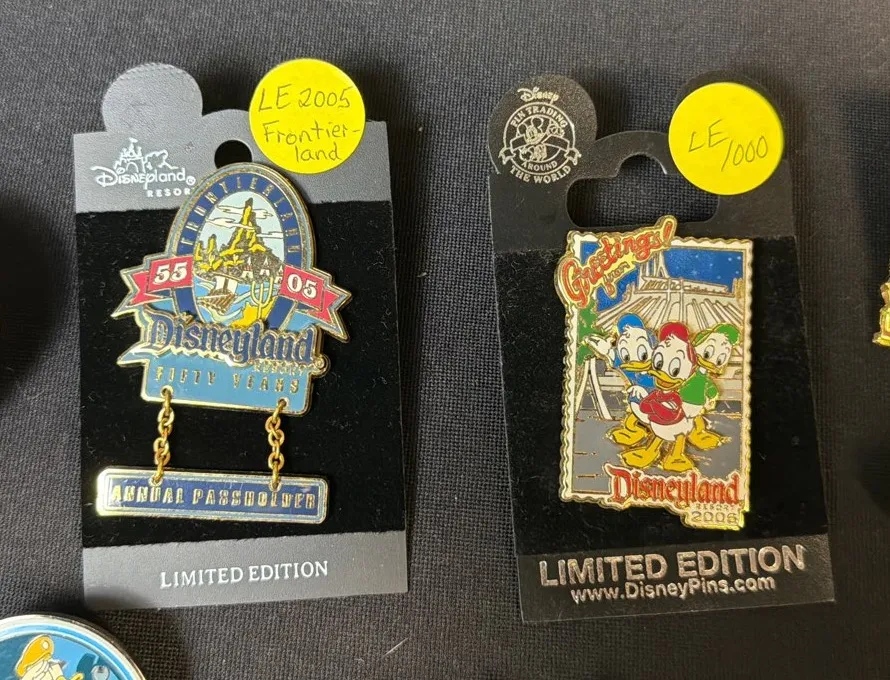 Disneyland
RESORT
LE 2005
Frontier-
land
FRONTIERLAND
55 05
Disneyland
RESORT
FIFTY YEARS
ANNUAL PASSHOLDER
LIMITED EDITION
Disney
PIN TRADING
AROUND
THE WORLD
LE
/000
Greetings
from
Disneyland
RESORT
2006
LIMITED EDITION
www.DisneyPins.com